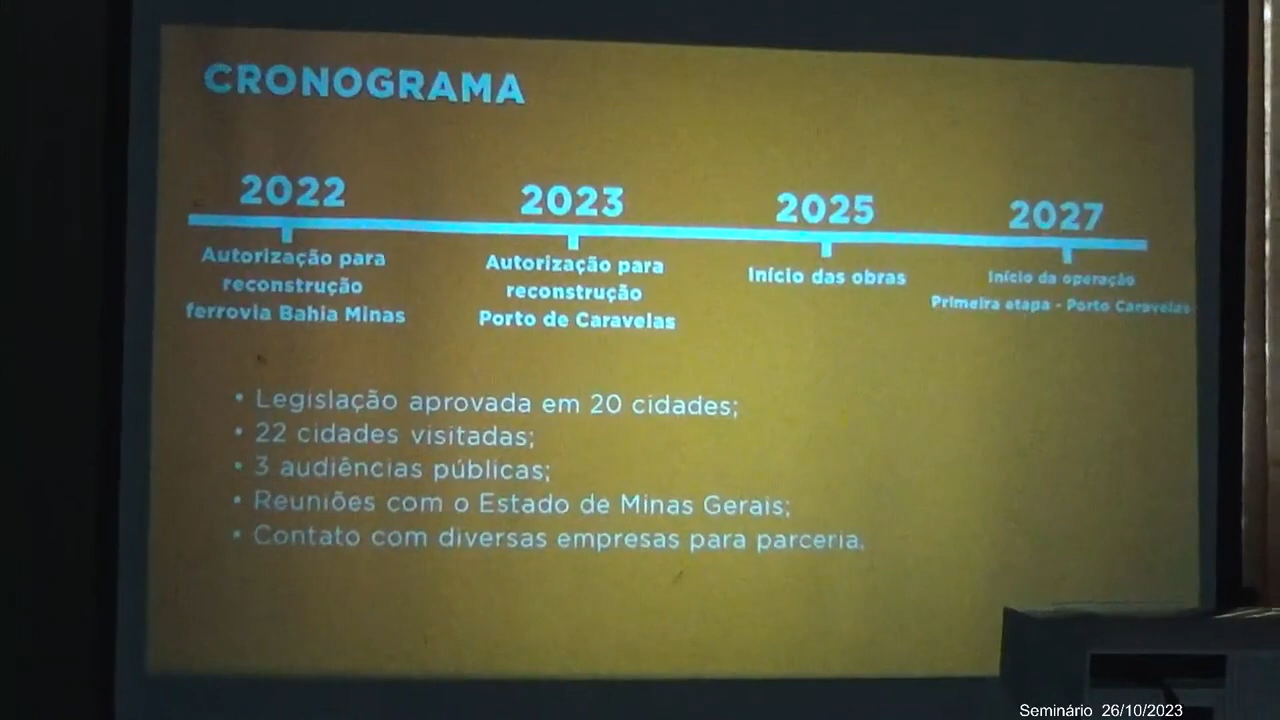 CRONOGRAMA
2022
2023
2025
2027
Autorização para
reconstrução
ferrovia Bahia Minas
Autorização para
reconstrução
Porto de Caravelas
Início das obras
Início da operação
Primeira etapa - Porto Caravelas
• Legislação aprovada em 20 cidades;
• 22 cidades visitadas;
• 3 audiências públicas;
• Reuniões com o Estado de Minas Gerais;
• Contato com diversas empresas para parceria.
Seminário 26/10/2023